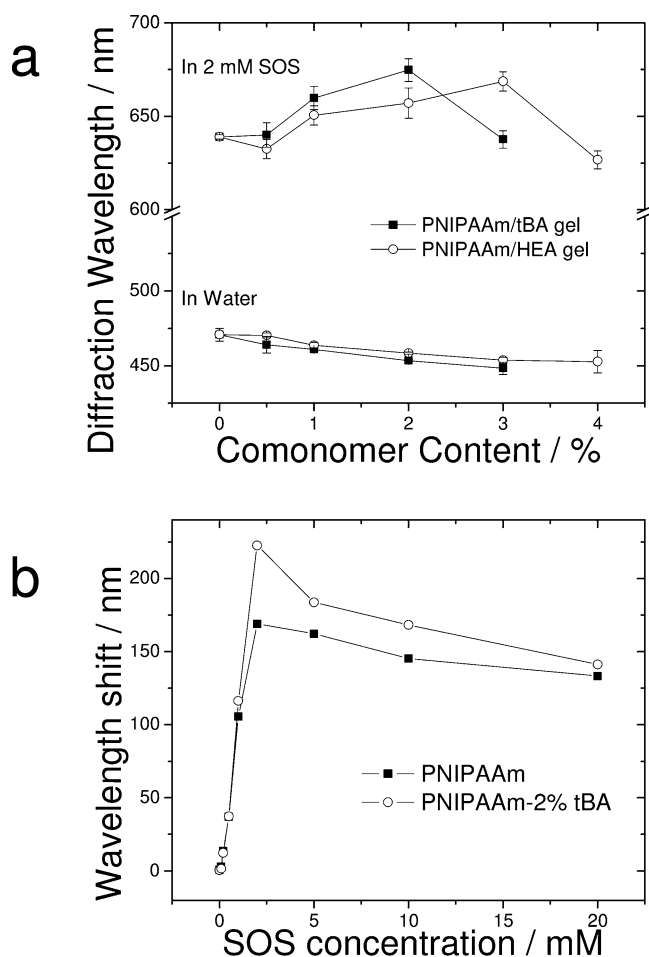 a
Diffraction Wavelength / nm
700
650
600
500
450
In 2 mM SOS
PNIPAAm/tBA gel
PNIPAAm/HEA gel
In Water
0 1 2 3 4
Comonomer Content / %
b
Wavelength shift / nm
200
150
100
50
0
PNIPAAm
PNIPAAm-2% tBA
0 5 10 15 20
SOS concentration / mM